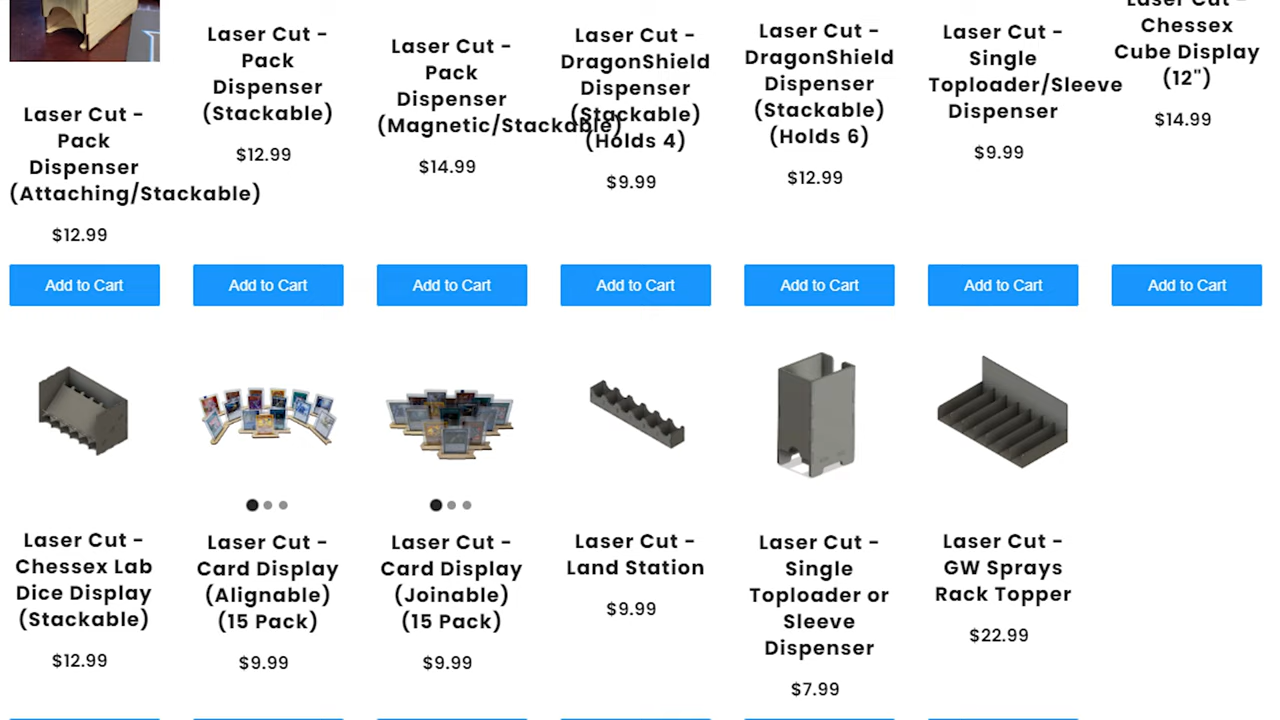 Laser Cut -
Pack
Dispenser
(Attaching/Stackable)
$12.99
Add to Cart
Laser Cut -
Pack
Dispenser
(Stackable)
$12.99
Add to Cart
Laser Cut -
Pack
Dispenser
(Magnetic/Stackable)
$14.99
Add to Cart
Laser Cut -
DragonShield
Dispenser
(Stackable)
(Holds 4)
$9.99
Add to Cart
Laser Cut -
DragonShield
Dispenser
(Stackable)
(Holds 6)
$12.99
Add to Cart
Laser Cut -
Single
Toploader/Sleeve
Dispenser
$9.99
Add to Cart
Laser Cut -
Chessex
Cube Display
(12")
$14.99
Add to Cart
Laser Cut -
Chessex Lab
Dice Display
(Stackable)
$12.99
Laser Cut -
Card Display
(Alignable)
(15 Pack)
$9.99
Laser Cut -
Card Display
(Joinable)
(15 Pack)
$9.99
Laser Cut -
Land Station
$9.99
Laser Cut -
Single
Toploader or
Sleeve
Dispenser
$7.99
Laser Cut -
GW Sprays
Rack Topper
$22.99